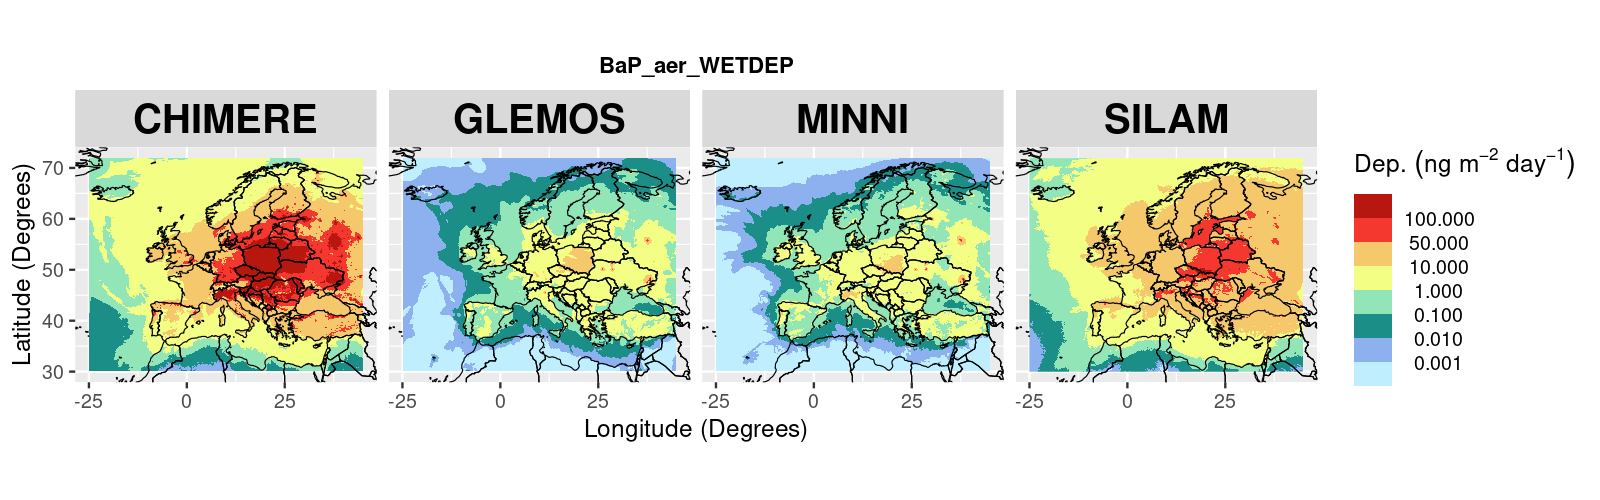 BaP_aer_WETDEP
CHIMERE GLEMOS MINNI SILAM
Latitude (Degrees)
70
60
50
40
30
-25 0 25 -25 0 25 -25 0 25 -25 0 25
Longitude (Degrees)
Dep. (ng m⁻² day⁻¹)
100.000
50.000
10.000
1.000
0.100
0.010
0.001